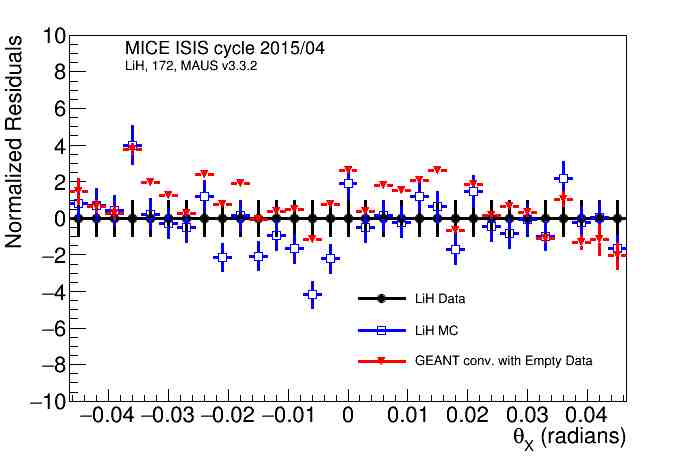 MICE ISIS cycle 2015/04
LiH, 172, MAUS v3.3.2
Normalized Residuals
10
8
6
4
2
0
−2
−4
−6
−8
−10
LiH Data
LiH MC
GEANT conv. with Empty Data
−0.04 −0.03 −0.02 −0.01 0 0.01 0.02 0.03 0.04
θX (radians)